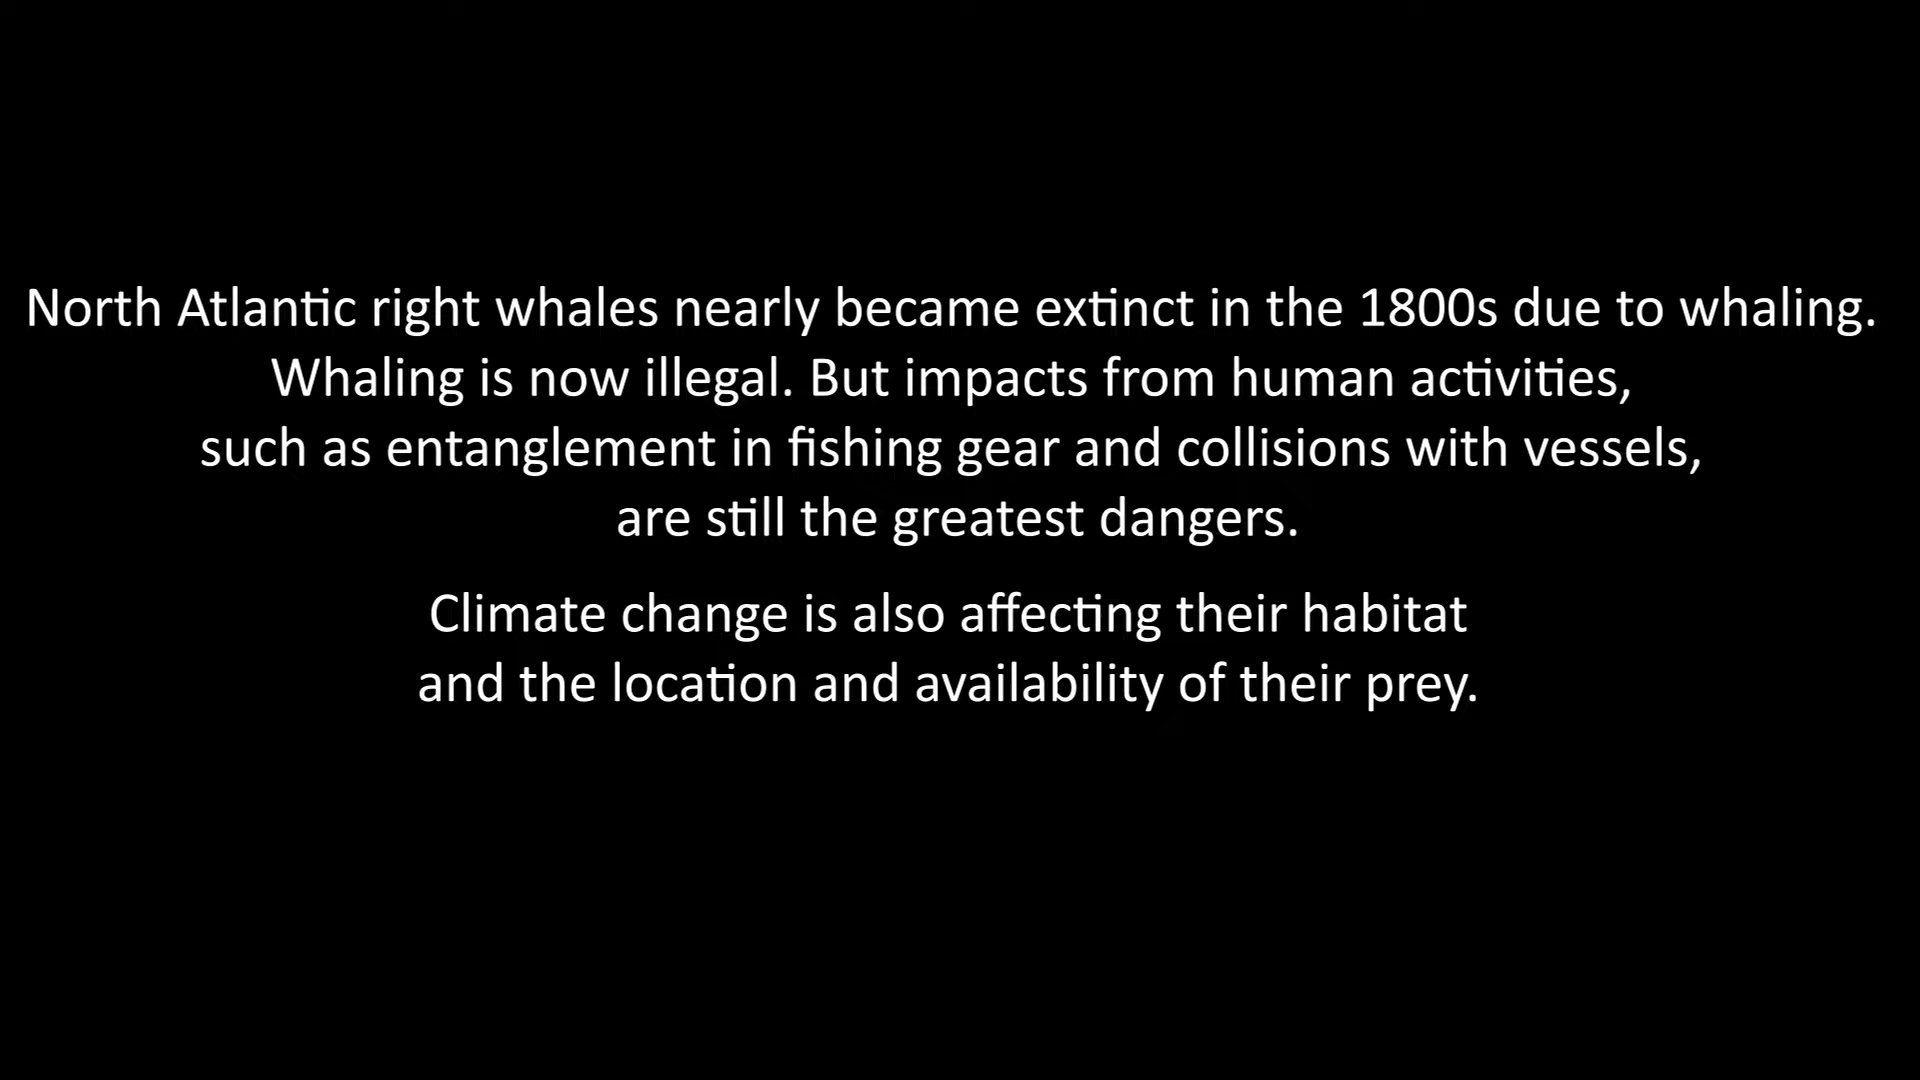 North Atlantic right whales nearly became extinct in the 1800s due to whaling.
Whaling is now illegal. But impacts from human activities,
such as entanglement in fishing gear and collisions with vessels,
are still the greatest dangers.
Climate change is also affecting their habitat
and the location and availability of their prey.